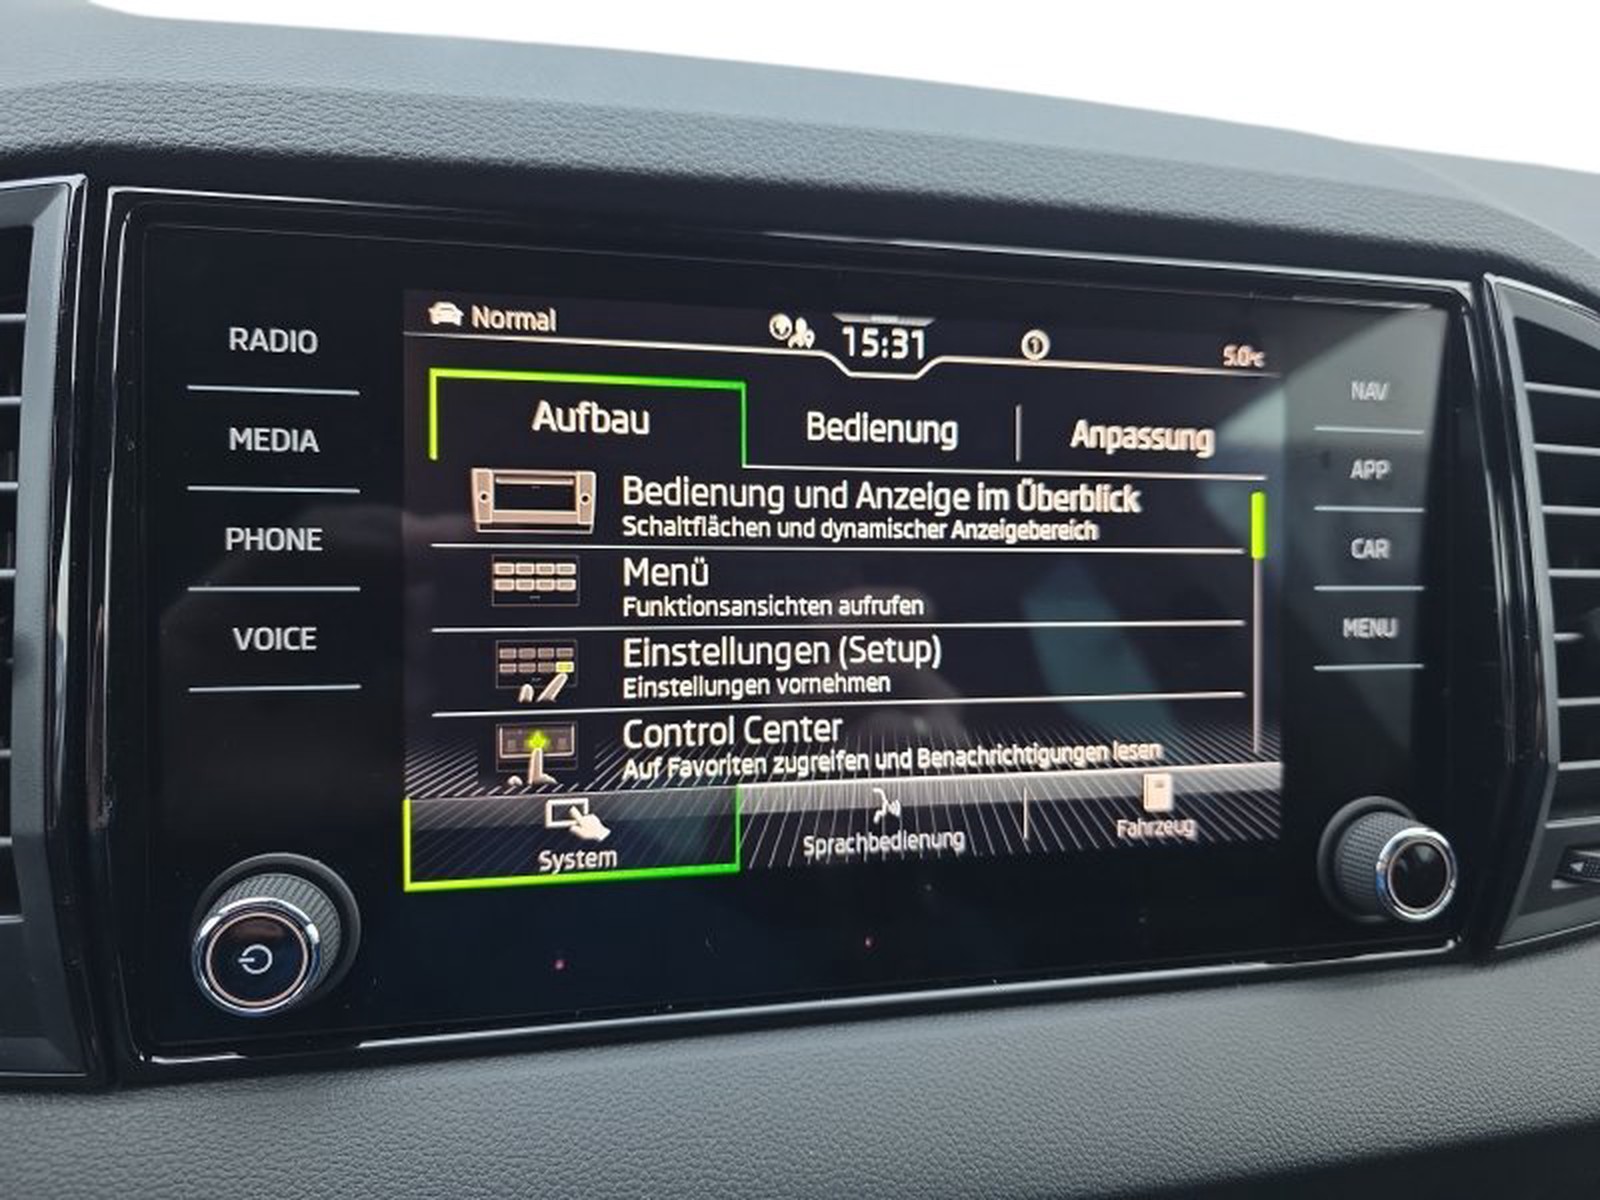 RADIO
MEDIA
PHONE
VOICE
Normal
15:31
1
5.0°C
Aufbau
Bedienung
Anpassung
Bedienung und Anzeige im Überblick
Schaltflächen und dynamischer Anzeigebereich
Menü
Funktionsansichten aufrufen
Einstellungen (Setup)
Einstellungen vornehmen
Control Center
Auf Favoriten zugreifen und Benachrichtigungen lesen
System
Sprachbedienung
Fahrzeug
NAV
APP
CAR
MENU